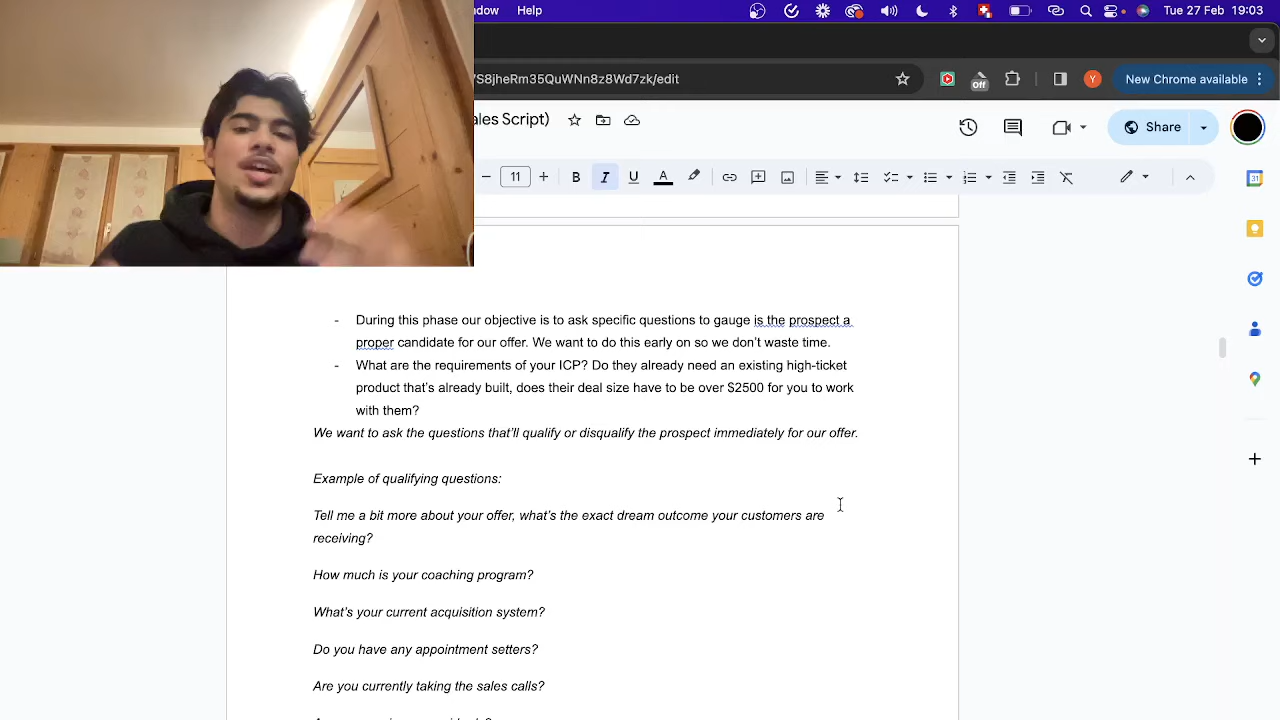 ndow Help Tue 27 Feb 19:03
/S8jheRm35QuWNn8z8Wd7zk/edit Off Y New Chrome available
ales Script) Share
11 B I U A
31
- During this phase our objective is to ask specific questions to gauge is the prospect a
proper candidate for our offer. We want to do this early on so we don't waste time.
- What are the requirements of your ICP? Do they already need an existing high-ticket
product that's already built, does their deal size have to be over $2500 for you to work
with them?
We want to ask the questions that'll qualify or disqualify the prospect immediately for our offer.
Example of qualifying questions:
Tell me a bit more about your offer, what's the exact dream outcome your customers are
receiving?
How much is your coaching program?
What's your current acquisition system?
Do you have any appointment setters?
Are you currently taking the sales calls?